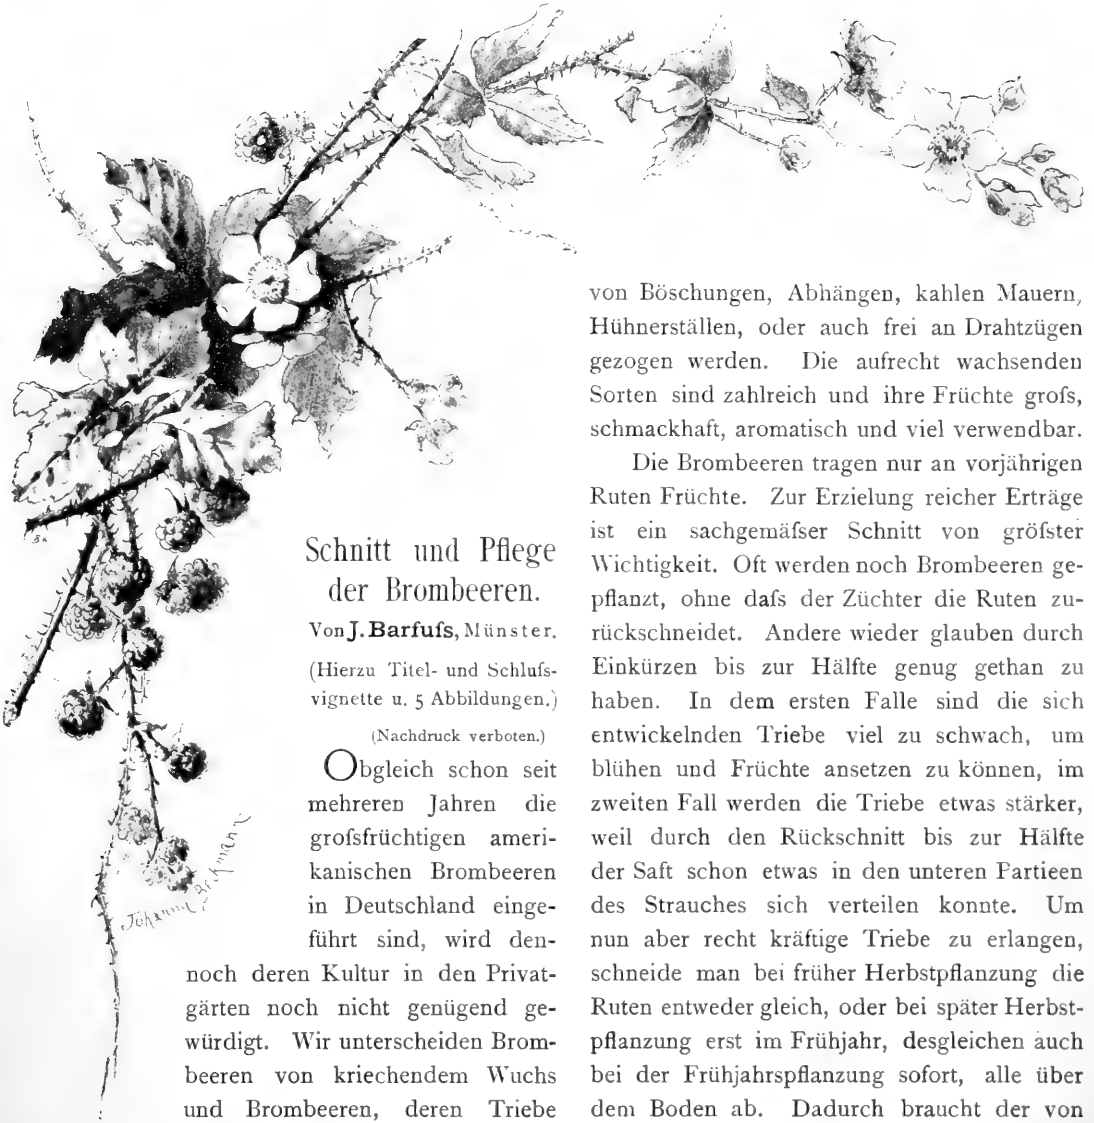 Schnitt und Pflege
der Brombeeren.
Von J. Barfuſs, Münster.
(Hierzu Titel- und Schluſs-
vignette u. 5 Abbildungen.)
(Nachdruck verboten.)
Obgleich schon seit
mehreren Jahren die
groſsfrüchtigen ameri-
kanischen Brombeeren
in Deutschland einge-
führt sind, wird den-
noch deren Kultur in den Privat-
gärten noch nicht genügend ge-
würdigt. Wir unterscheiden Brom-
beeren von kriechendem Wuchs
und Brombeeren, deren Triebe
von Böschungen, Abhängen, kahlen Mauern,
Hühnerställen, oder auch frei an Drahtzügen
gezogen werden. Die aufrecht wachsenden
Sorten sind zahlreich und ihre Früchte groſs,
schmackhaft, aromatisch und viel verwendbar.
Die Brombeeren tragen nur an vorjährigen
Ruten Früchte. Zur Erzielung reicher Erträge
ist ein sachgemäſser Schnitt von gröſster
Wichtigkeit. Oft werden noch Brombeeren ge-
pflanzt, ohne daſs der Züchter die Ruten zu-
rückschneidet. Andere wieder glauben durch
Einkürzen bis zur Hälfte genug gethan zu
haben. In dem ersten Falle sind die sich
entwickelnden Triebe viel zu schwach, um
blühen und Früchte ansetzen zu können, im
zweiten Fall werden die Triebe etwas stärker,
weil durch den Rückschnitt bis zur Hälfte
der Saft schon etwas in den unteren Partieen
des Strauches sich verteilen konnte. Um
nun aber recht kräftige Triebe zu erlangen,
schneide man bei früher Herbstpflanzung die
Ruten entweder gleich, oder bei später Herbst-
pflanzung erst im Frühjahr, desgleichen auch
bei der Frühjahrspflanzung sofort, alle über
dem Boden ab. Dadurch braucht der von
Johanna